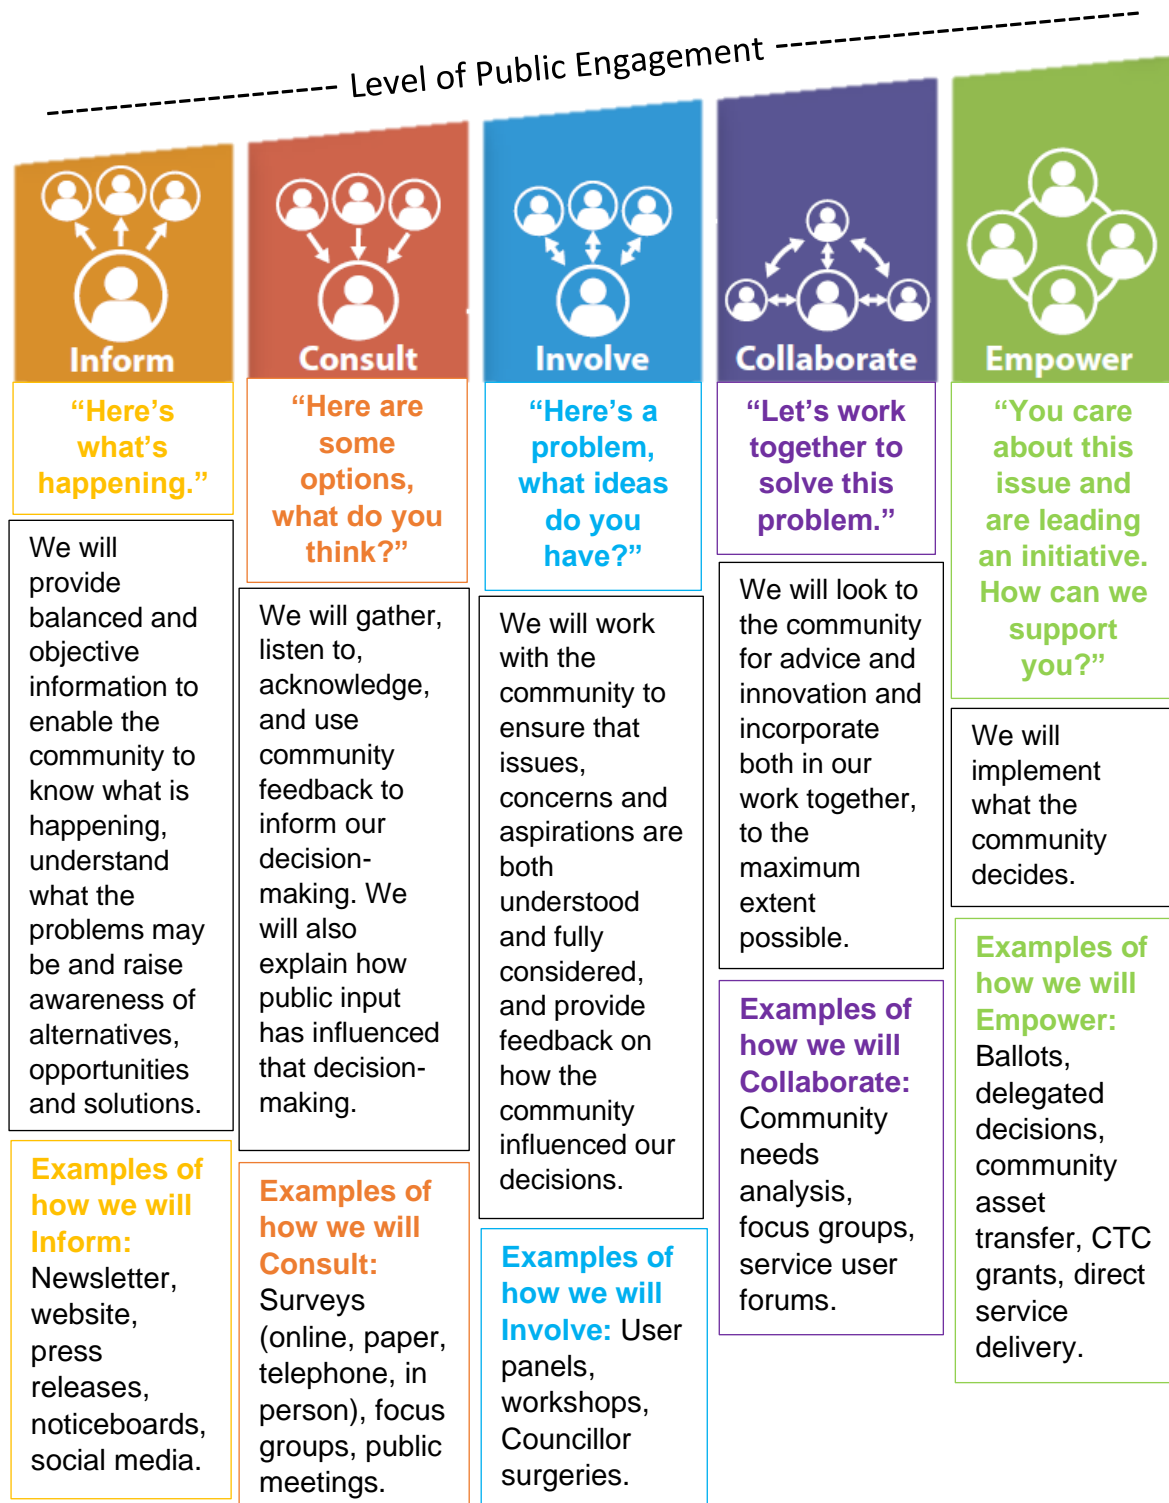 Level of Public Engagement
Inform
“Here’s
what’s
happening.”
We will
provide
balanced and
objective
information to
enable the
community to
know what is
happening,
understand
what the
problems may
be and raise
awareness of
alternatives,
opportunities
and solutions.
Examples of
how we will
Inform:
Newsletter,
website,
press
releases,
noticeboards,
social media.
Consult
“Here are
some
options,
what do you
think?”
We will gather,
listen to,
acknowledge,
and use
community
feedback to
inform our
decision-
making. We
will also
explain how
public input
has influenced
that decision-
making.
Examples of
how we will
Consult:
Surveys
(online, paper,
telephone, in
person), focus
groups, public
meetings.
Involve
“Here’s a
problem,
what ideas
do you
have?”
We will work
with the
community to
ensure that
issues,
concerns and
aspirations are
both
understood
and fully
considered,
and provide
feedback on
how the
community
influenced our
decisions.
Examples of
how we will
Involve: User
panels,
workshops,
Councillor
surgeries.
Collaborate
“Let’s work
together to
solve this
problem.”
We will look to
the community
for advice and
innovation and
incorporate
both in our
work together,
to the
maximum
extent
possible.
Examples of
how we will
Collaborate:
Community
needs
analysis,
focus groups,
service user
forums.
Empower
“You care
about this
issue and
are leading
an initiative.
How can we
support
you?”
We will
implement
what the
community
decides.
Examples of
how we will
Empower:
Ballots,
delegated
decisions,
community
asset
transfer, CTC
grants, direct
service
delivery.